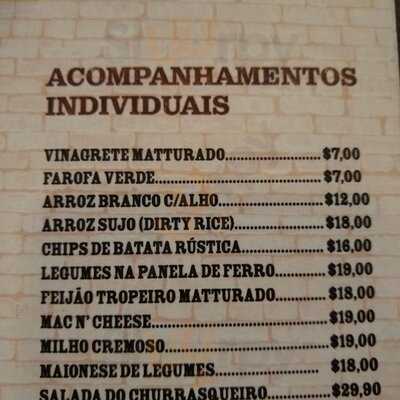 ACOMPANHAMENTOS
INDIVIDUAIS
VINAGRETE MATTURADO............................$7,00
FAROFA VERDE................................................$7,00
ARROZ BRANCO C/ALHO...............................$12,00
ARROZ SUJO (DIRTY RICE)..........................$18,00
CHIPS DE BATATA RÚSTICA.........................$16,00
LEGUMES NA PANELA DE FERRO...............$19,00
FEIJÃO TROPEIRO MATTURADO...............$18,00
MAC N' CHEESE..............................................$19,00
MILHO CREMOSO..........................................$19,00
MAIONESE DE LEGUMES............................ $18,00
SALADA DO CHURRASQUEIRO.................$29,90